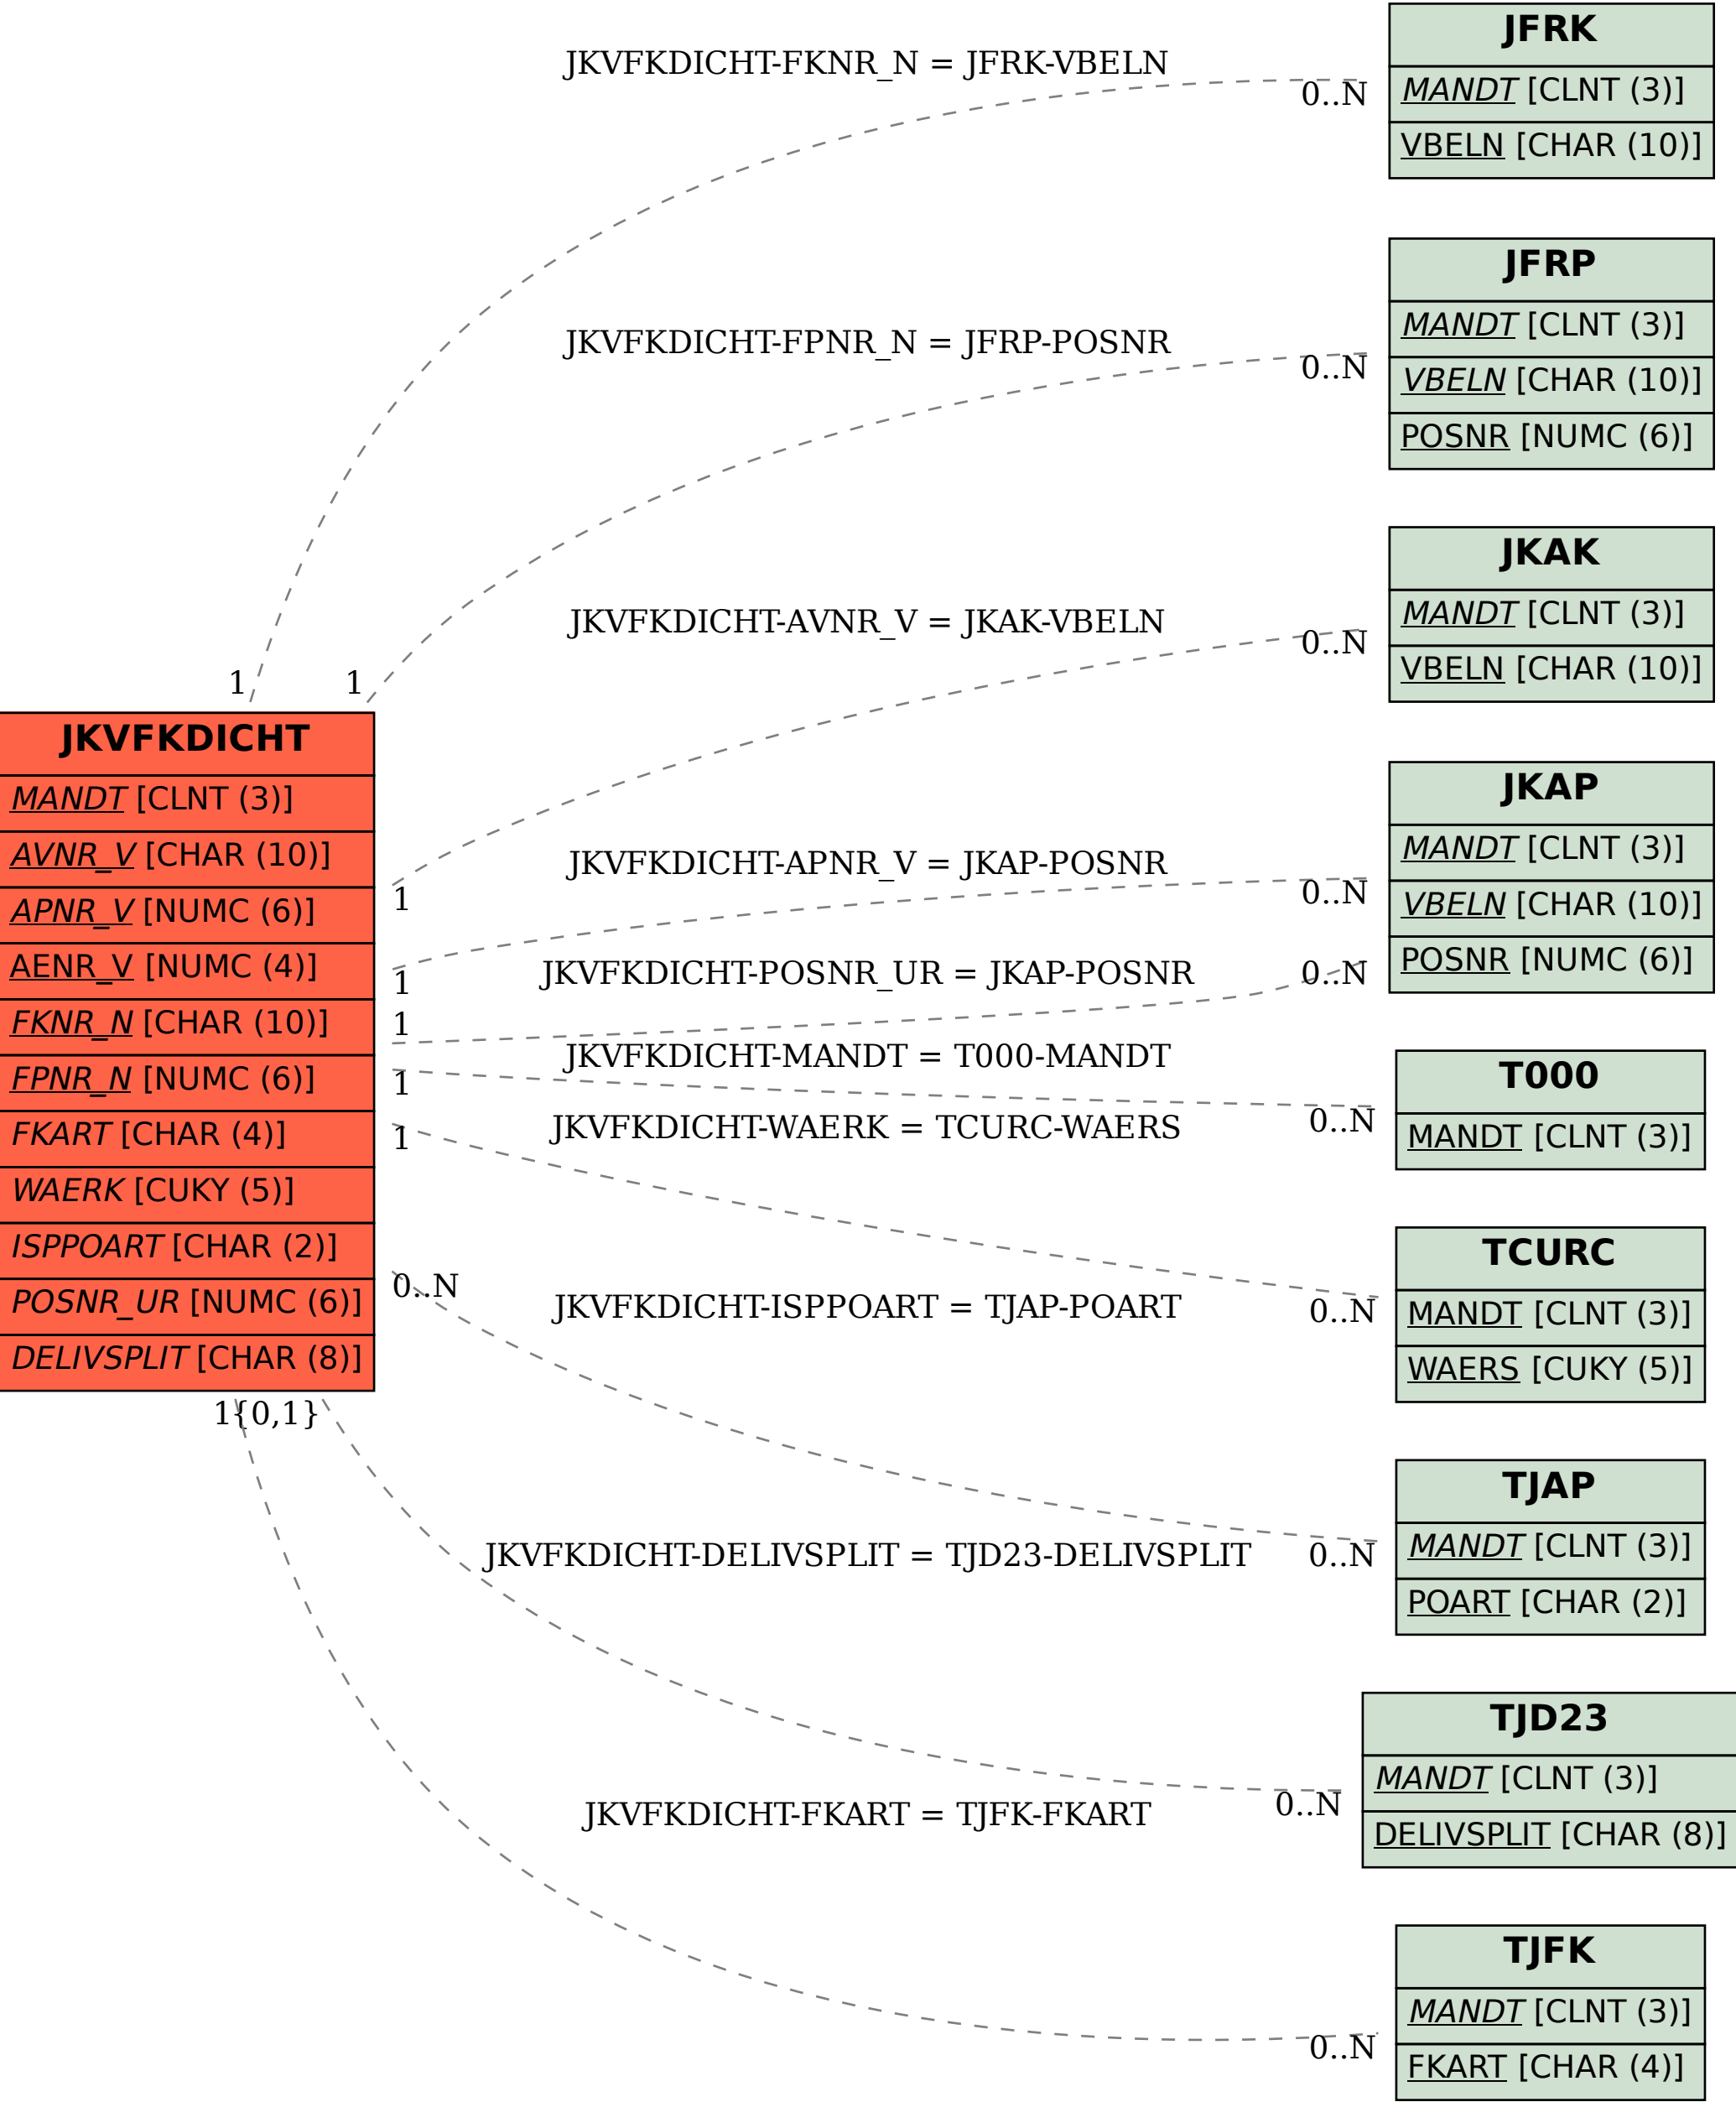 JFRK
MANDT [CLNT (3)]
VBELN [CHAR (10)]
JKVFKDICHT-FKNR_N = JFRK-VBELN
0..N
1
JFRP
MANDT [CLNT (3)]
VBELN [CHAR (10)]
POSNR [NUMC (6)]
JKVFKDICHT-FPNR_N = JFRP-POSNR
0..N
1
JKAK
MANDT [CLNT (3)]
VBELN [CHAR (10)]
JKVFKDICHT-AVNR_V = JKAK-VBELN
0..N
1
JKVFKDICHT
MANDT [CLNT (3)]
AVNR_V [CHAR (10)]
APNR_V [NUMC (6)]
AENR_V [NUMC (4)]
FKNR_N [CHAR (10)]
FPNR_N [NUMC (6)]
FKART [CHAR (4)]
WAERK [CUKY (5)]
ISPPOART [CHAR (2)]
POSNR_UR [NUMC (6)]
DELIVSPLIT [CHAR (8)]
JKAP
MANDT [CLNT (3)]
VBELN [CHAR (10)]
POSNR [NUMC (6)]
JKVFKDICHT-APNR_V = JKAP-POSNR
0..N
1
JKVFKDICHT-POSNR_UR = JKAP-POSNR
0..N
1
JKVFKDICHT-MANDT = T000-MANDT
0..N
1
T000
MANDT [CLNT (3)]
JKVFKDICHT-WAERK = TCURC-WAERS
0..N
1
TCURC
MANDT [CLNT (3)]
WAERS [CUKY (5)]
JKVFKDICHT-ISPPOART = TJAP-POART
0..N
0..N
TJAP
MANDT [CLNT (3)]
POART [CHAR (2)]
JKVFKDICHT-DELIVSPLIT = TJD23-DELIVSPLIT
0..N
1{0,1}
TJD23
MANDT [CLNT (3)]
DELIVSPLIT [CHAR (8)]
JKVFKDICHT-FKART = TJFK-FKART
0..N
TJFK
MANDT [CLNT (3)]
FKART [CHAR (4)]